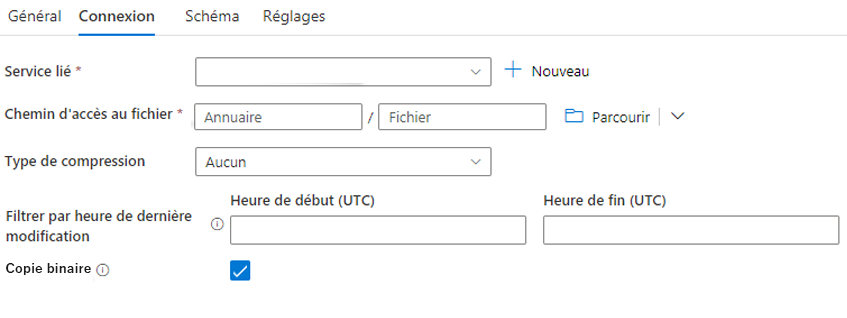 Général Connexion Schéma Réglages
Service lié * Nouveau
Chemin d'accès au fichier * Annuaire / Fichier Parcourir
Type de compression Aucun
Heure de début (UTC) Heure de fin (UTC)
Filtrer par heure de dernière
modification
Copie binaire